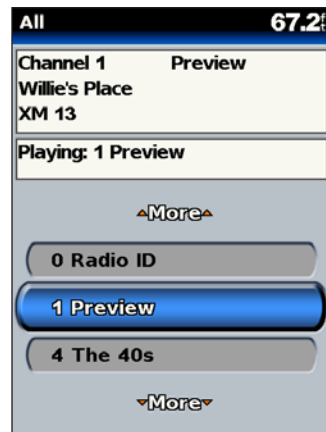 All 67.2ft
Channel 1 Preview
Willie's Place
XM 13
Playing: 1 Preview
More
0 Radio ID
1 Preview
4 The 40s
More